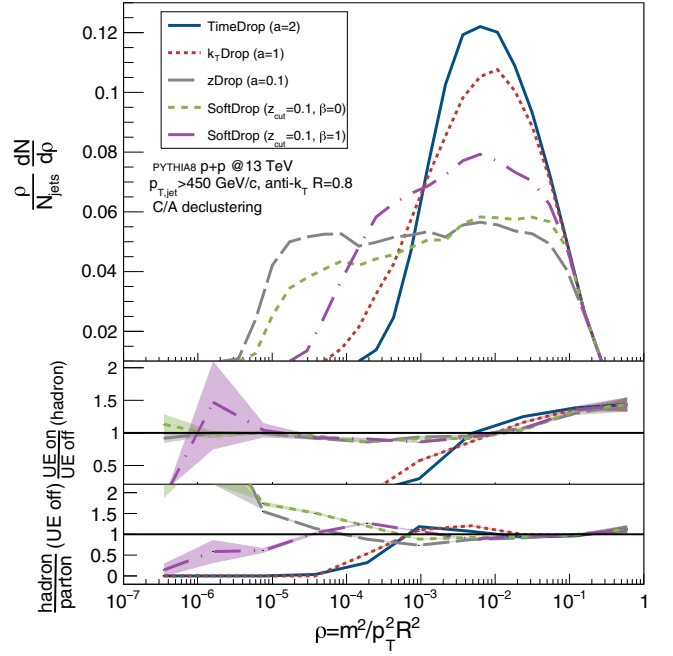 0.12
0.1
0.08
0.06
0.04
0.02
ρ/N_jets dN/dρ
TimeDrop (a=2)
k_TDrop (a=1)
zDrop (a=0.1)
SoftDrop (z_cut=0.1, β=0)
SoftDrop (z_cut=0.1, β=1)
PYTHIA8 p+p @13 TeV
p_T,jet>450 GeV/c, anti-k_T R=0.8
C/A declustering
2
1.5
1
0.5
UE on/UE off (hadron)
2
1.5
1
0.5
0
hadron/parton (UE off)
10^-7
10^-6
10^-5
10^-4
10^-3
10^-2
10^-1
1
ρ=m^2/p_T^2R^2